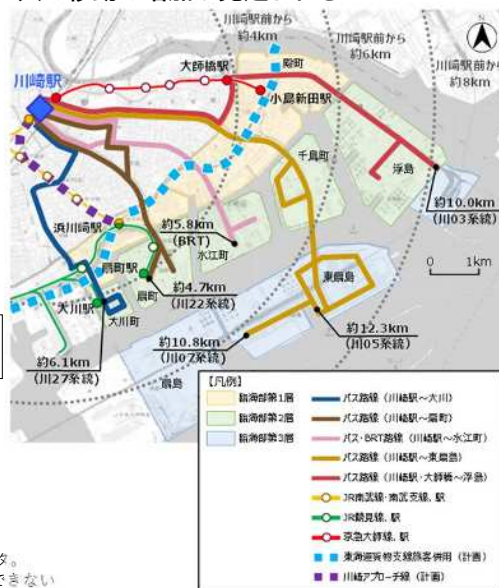 川崎駅前から
約4km
川崎駅前から
約6km
川崎駅前から
約8km
大師橋駅
殿町
川崎駅
小島新田駅
千鳥町
浮島
浜川崎駅
約5.8km
(BRT)
水江町
約10.0km
(川03系統)
扇町駅
扇町
約4.7km
(川22系統)
東扇島
0 1km
大川駅
大川町
約12.3km
(川05系統)
約10.8km
(川07系統)
約6.1km
(川27系統)
扇島
【凡例】
臨海部第1層
臨海部第2層
臨海部第3層
バス路線（川崎駅～大川）
バス路線（川崎駅～扇町）
バス・BRT路線（川崎駅～水江町）
バス路線（川崎駅～東扇島）
バス路線（川崎駅・大師橋～浮島）
JR南武線・南武支線、駅
JR鶴見線、駅
京急大師線、駅
東海道貨物支線旅客併用（計画）
川崎アプローチ線（計画）
タ。
できない